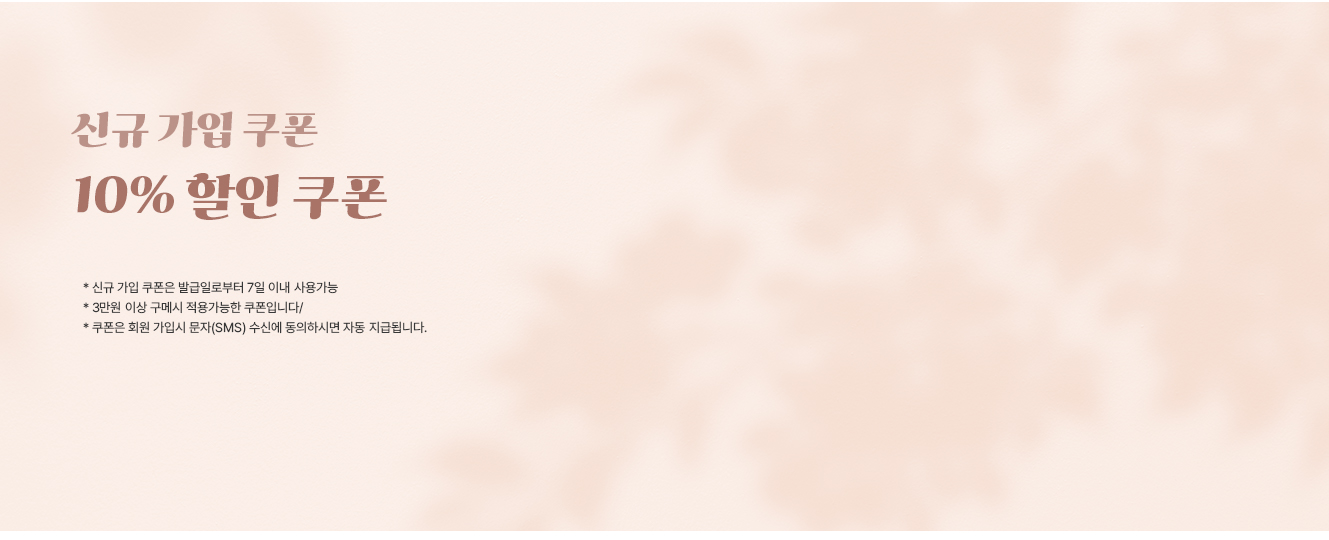 신규 가입 쿠폰
10% 할인 쿠폰
* 신규 가입 쿠폰은 발급일로부터 7일 이내 사용가능
* 3만원 이상 구메시 적용가능한 쿠폰입니다/
* 쿠폰은 회원 가입시 문자(SMS) 수신에 동의하시면 자동 지급됩니다.